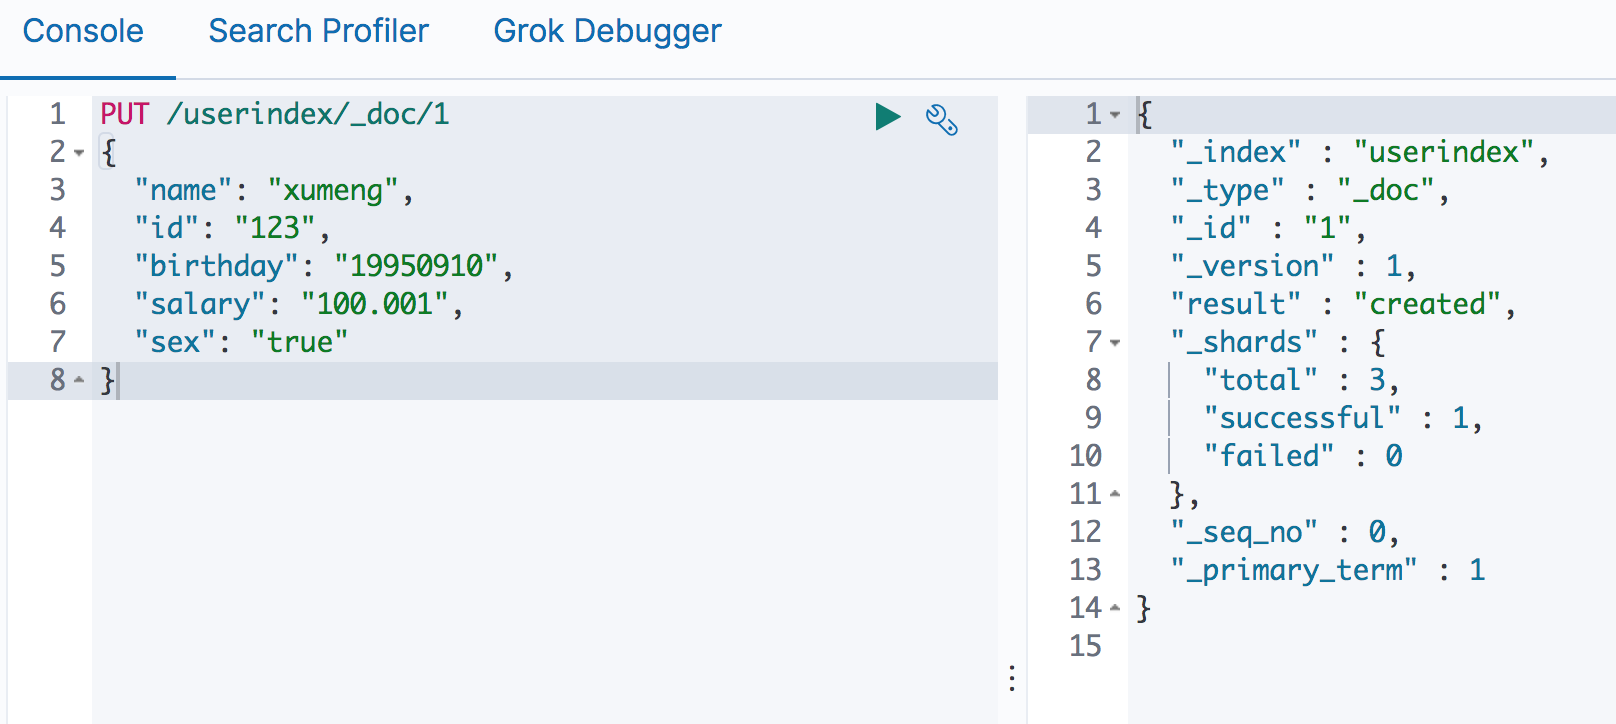 Console Search Profiler Grok Debugger
1 PUT /userindex/_doc/1
2 {
3 "name": "xumeng",
4 "id": "123",
5 "birthday": "19950910",
6 "salary": "100.001",
7 "sex": "true"
8 }
1 {
2 "_index" : "userindex",
3 "_type" : "_doc",
4 "_id" : "1",
5 "_version" : 1,
6 "result" : "created",
7 "_shards" : {
8 "total" : 3,
9 "successful" : 1,
10 "failed" : 0
11 },
12 "_seq_no" : 0,
13 "_primary_term" : 1
14 }
15